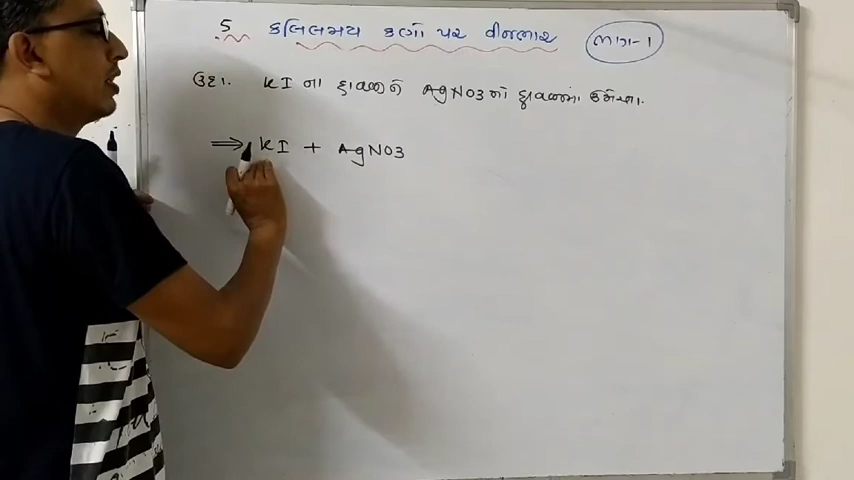 5 કલિલમય કણો પર વીજભાર ભાગ-1
ઉદા. KI ના દ્રાવણને AgNO3 ના દ્રાવણમાં ઉમેરતા.
⇒ KI + AgNO3